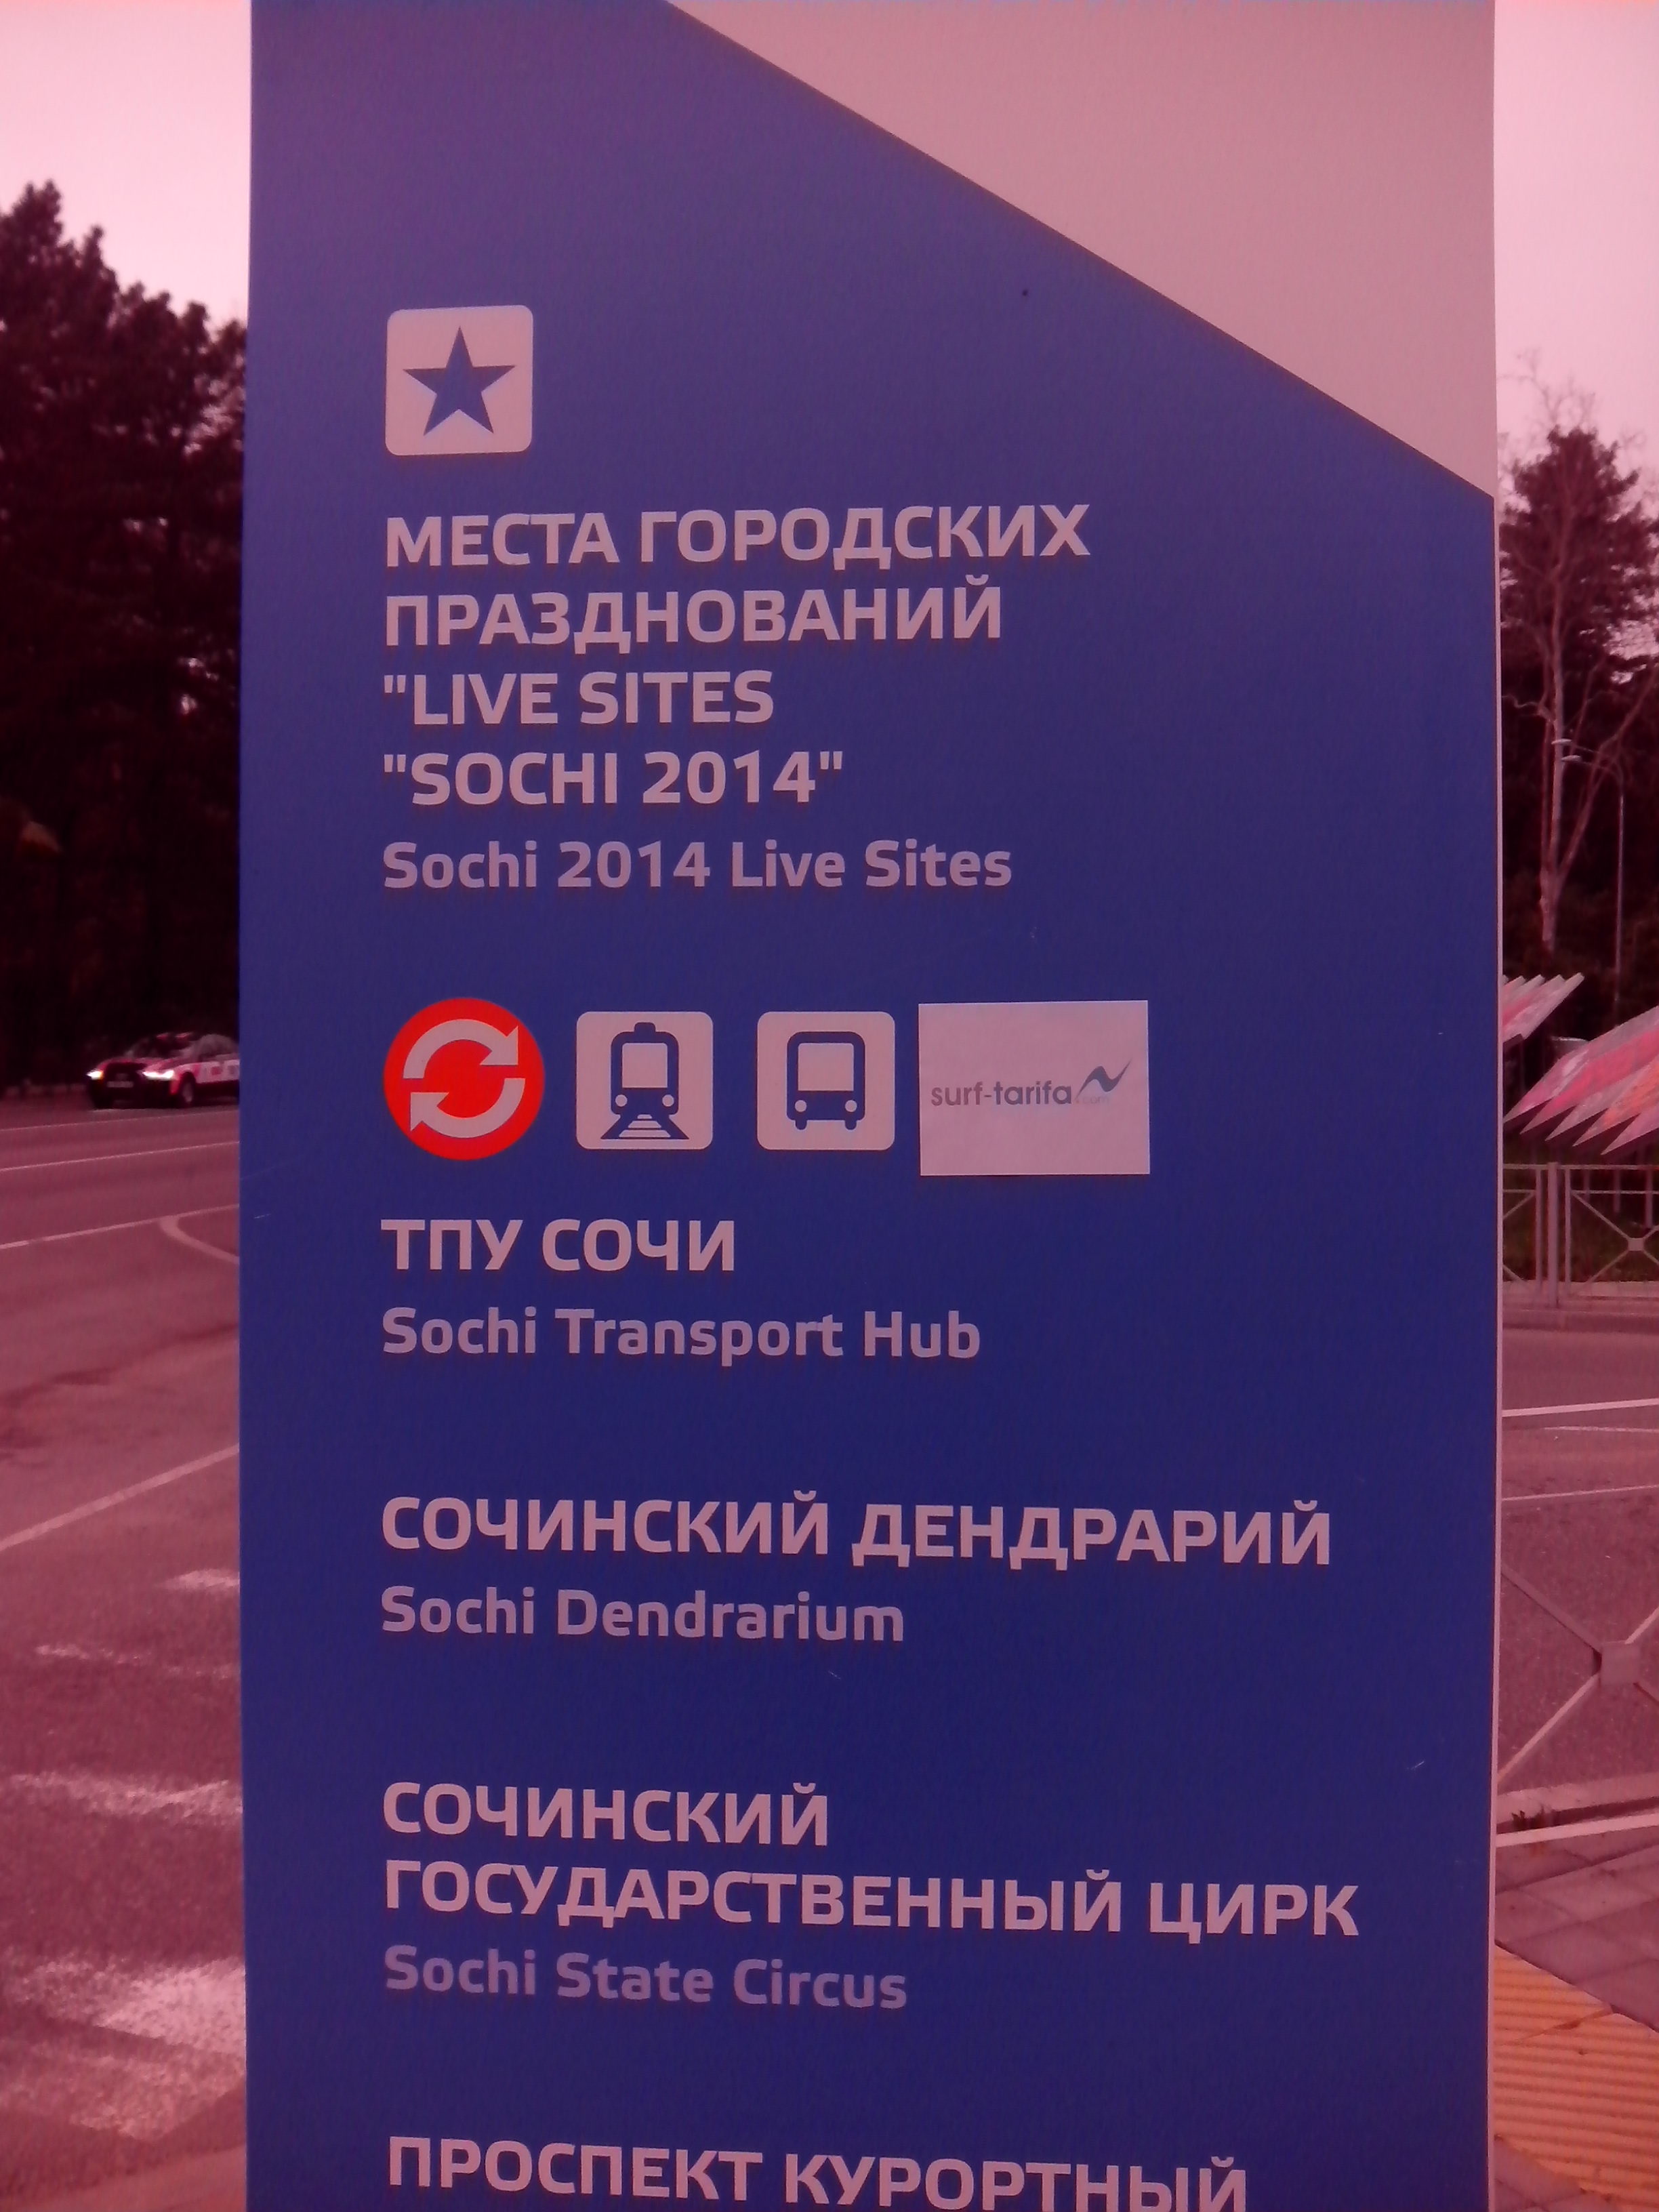 МЕСТА ГОРОДСКИХ
ПРАЗДНОВАНИЙ
"LIVE SITES
"SOCHI 2014"
Sochi 2014 Live Sites
surf-tarifa.com
ТПУ СОЧИ
Sochi Transport Hub
СОЧИНСКИЙ ДЕНДРАРИЙ
Sochi Dendrarium
СОЧИНСКИЙ
ГОСУДАРСТВЕННЫЙ ЦИРК
Sochi State Circus
ПРОСПЕКТ КУРОРТНЫЙ